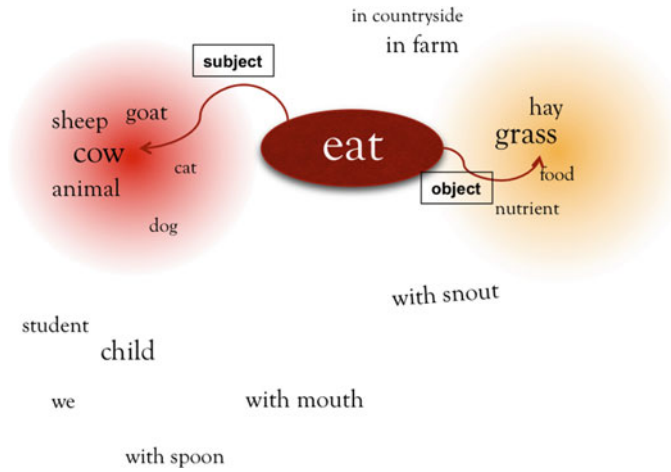 in countryside
in farm
subject
sheep goat
cow
cat
animal
dog
eat
object
hay
grass
food
nutrient
with snout
student
child
we
with mouth
with spoon